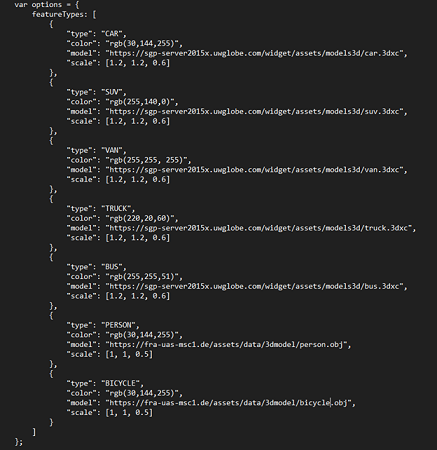 var options = {
featureTypes: [
{
"type": "CAR",
"color": "rgb(30,144,255)",
"model": "https://sgp-server2015x.uwglobe.com/widget/assets/models3d/car.3dxc",
"scale": [1.2, 1.2, 0.6]
},
{
"type": "SUV",
"color": "rgb(255,140,0)",
"model": "https://sgp-server2015x.uwglobe.com/widget/assets/models3d/suv.3dxc",
"scale": [1.2, 1.2, 0.6]
},
{
"type": "VAN",
"color": "rgb(255,255, 255)",
"model": "https://sgp-server2015x.uwglobe.com/widget/assets/models3d/van.3dxc",
"scale": [1.2, 1.2, 0.6]
},
{
"type": "TRUCK",
"color": "rgb(220,20,60)",
"model": "https://sgp-server2015x.uwglobe.com/widget/assets/models3d/truck.3dxc",
"scale": [1.2, 1.2, 0.6]
},
{
"type": "BUS",
"color": "rgb(255,255,51)",
"model": "https://sgp-server2015x.uwglobe.com/widget/assets/models3d/bus.3dxc",
"scale": [1.2, 1.2, 0.6]
},
{
"type": "PERSON",
"color": "rgb(30,144,255)",
"model": "https://fra-uas-msc1.de/assets/data/3dmodel/person.obj",
"scale": [1, 1, 0.5]
},
{
"type": "BICYCLE",
"color": "rgb(30,144,255)",
"model": "https://fra-uas-msc1.de/assets/data/3dmodel/bicycle.obj",
"scale": [1, 1, 0.5]
}
]
};